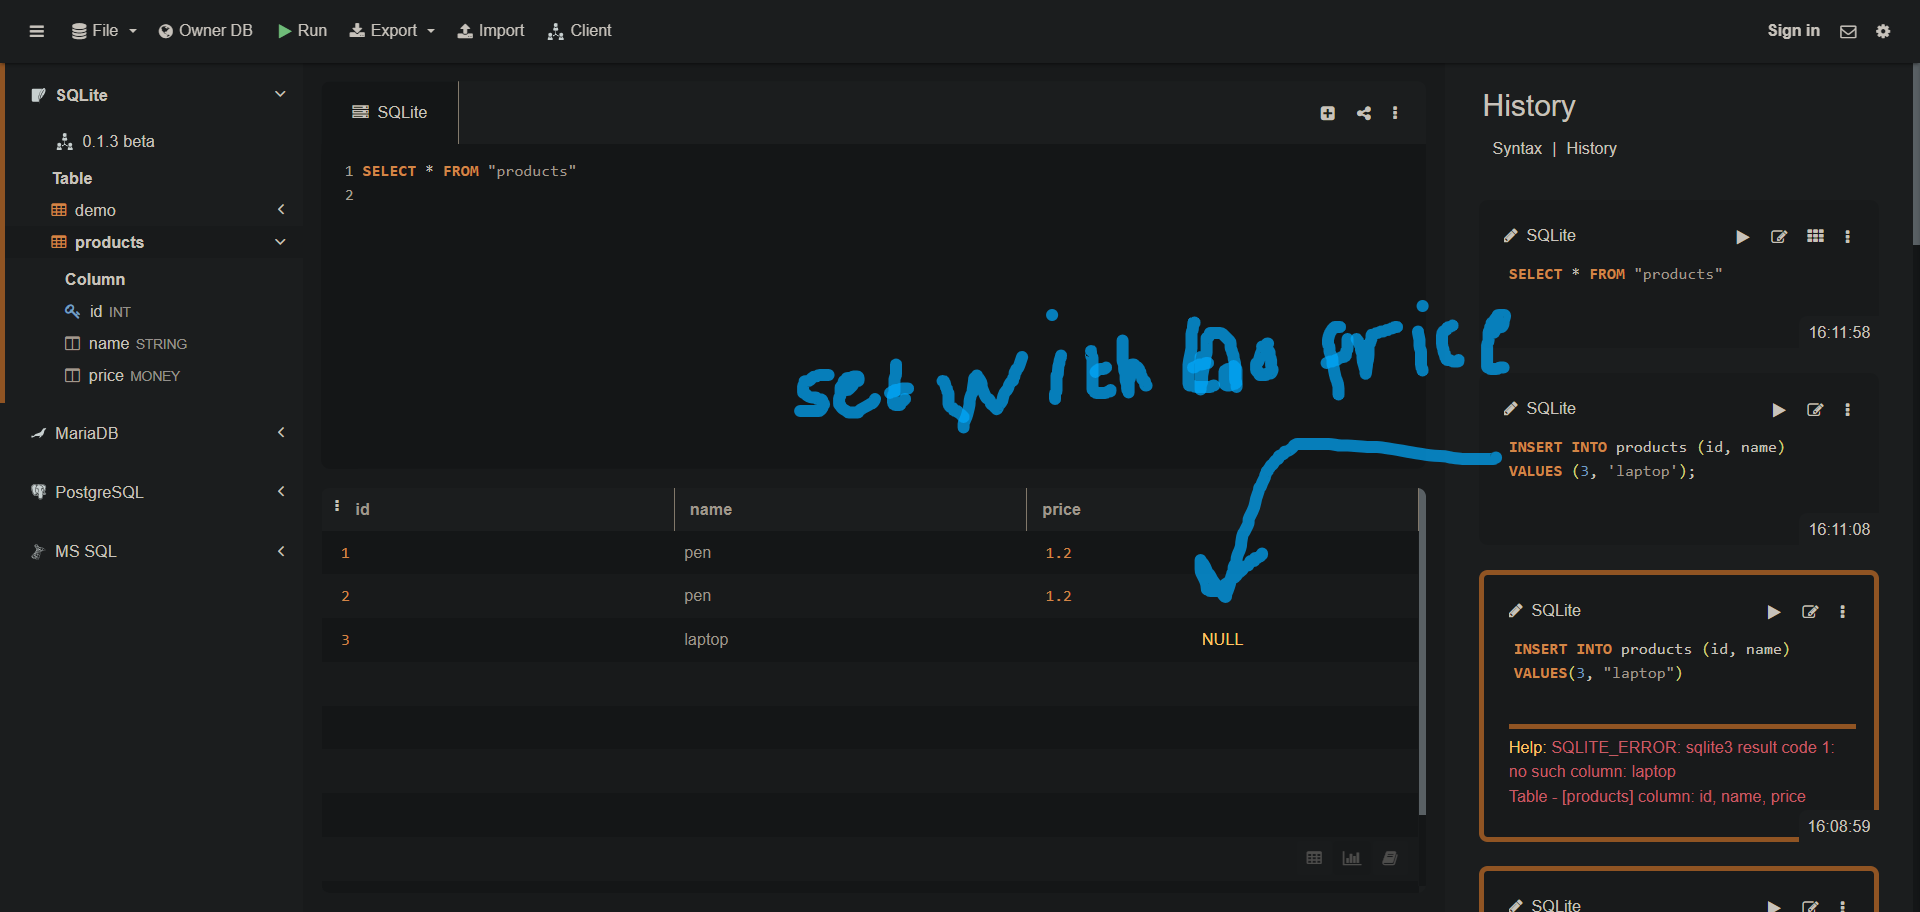 File Owner DB Run Export Import Client Sign in
SQLite
0.1.3 beta
Table
demo
products
Column
id INT
name STRING
price MONEY
MariaDB
PostgreSQL
MS SQL
SQLite
1 SELECT * FROM "products"
2
set with no price
id name price
1 pen 1.2
2 pen 1.2
3 laptop NULL
History
Syntax | History
SQLite
SELECT * FROM "products"
16:11:58
SQLite
INSERT INTO products (id, name)
VALUES (3, 'laptop');
16:11:08
SQLite
INSERT INTO products (id, name)
VALUES(3, "laptop")
Help: SQLITE_ERROR: sqlite3 result code 1:
no such column: laptop
Table - [products] column: id, name, price
16:08:59
SQLite